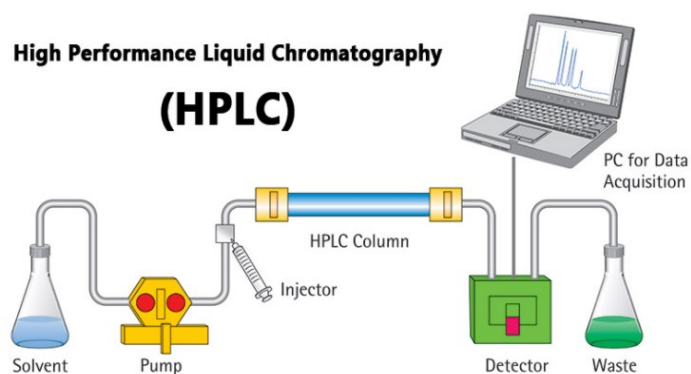 High Performance Liquid Chromatography
(HPLC)
PC for Data
Acquisition
HPLC Column
Injector
Solvent
Pump
Detector
Waste